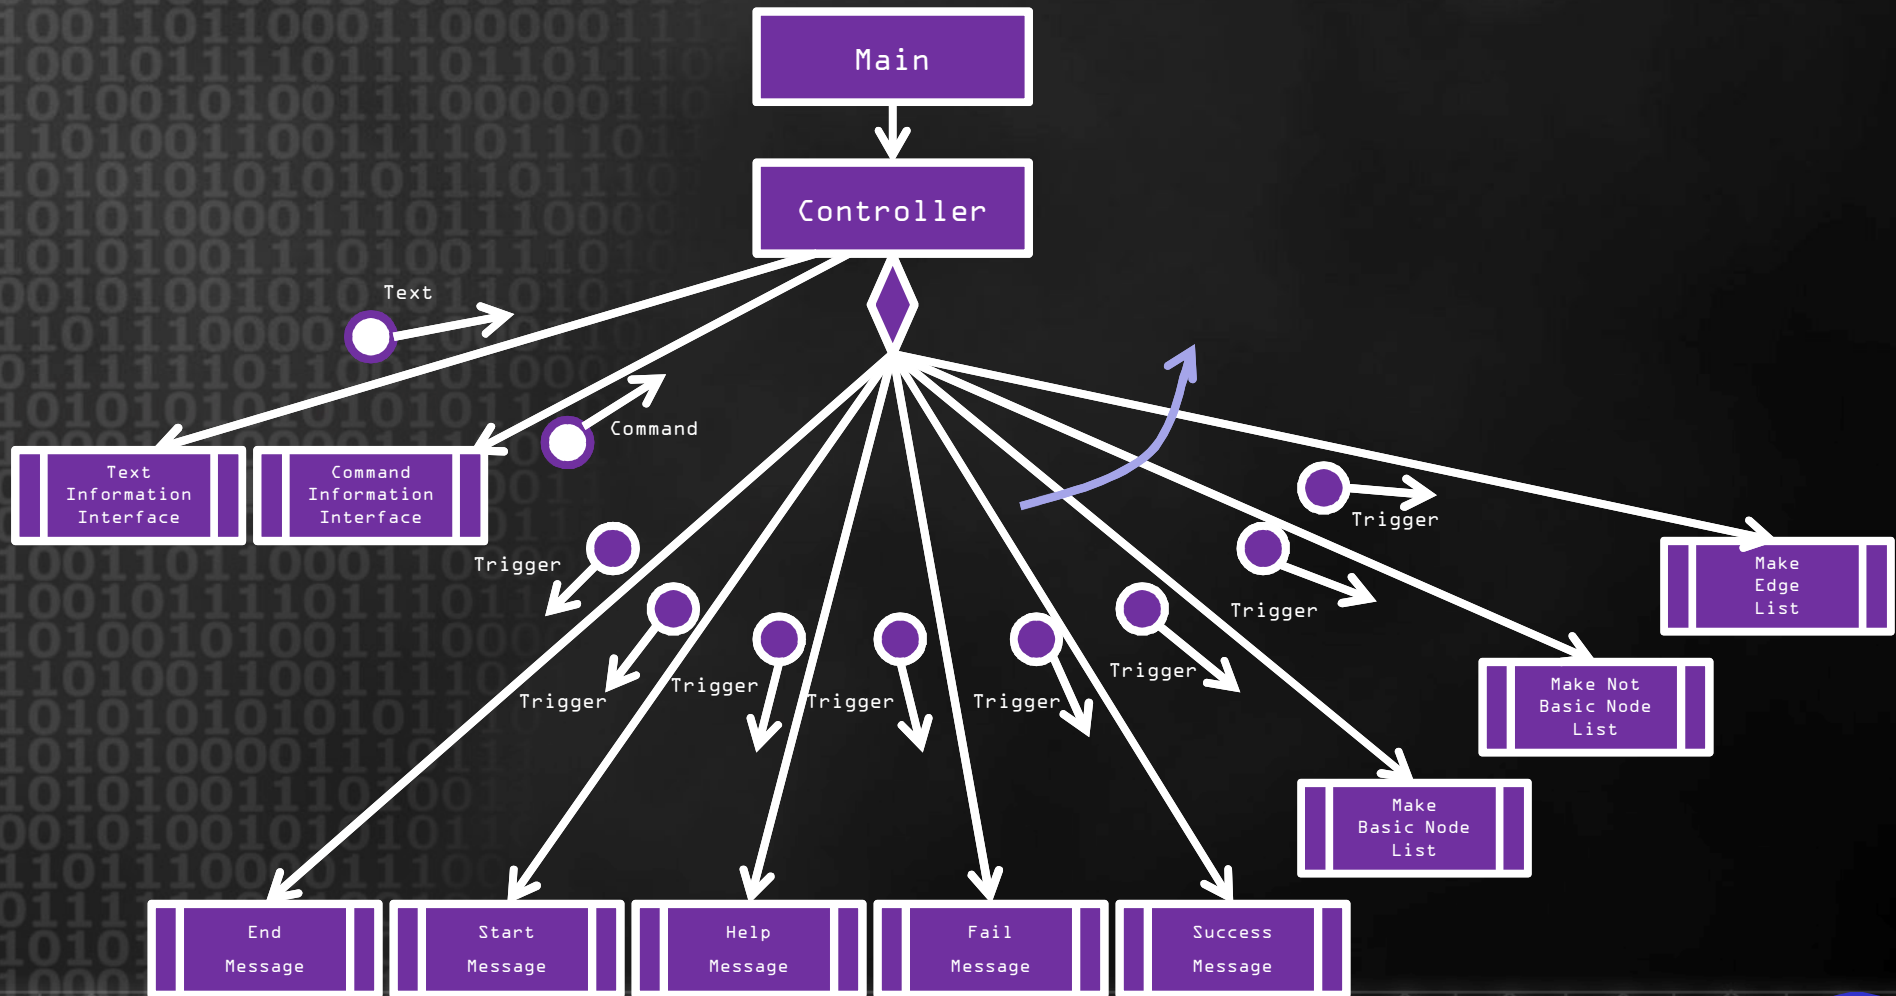 Main
Controller
Text
Command
Text
Information
Interface
Command
Information
Interface
Trigger
Trigger
Trigger
Trigger
Trigger
Trigger
Trigger
Trigger
Make
Edge
List
Make Not
Basic Node
List
Make
Basic Node
List
End
Message
Start
Message
Help
Message
Fail
Message
Success
Message